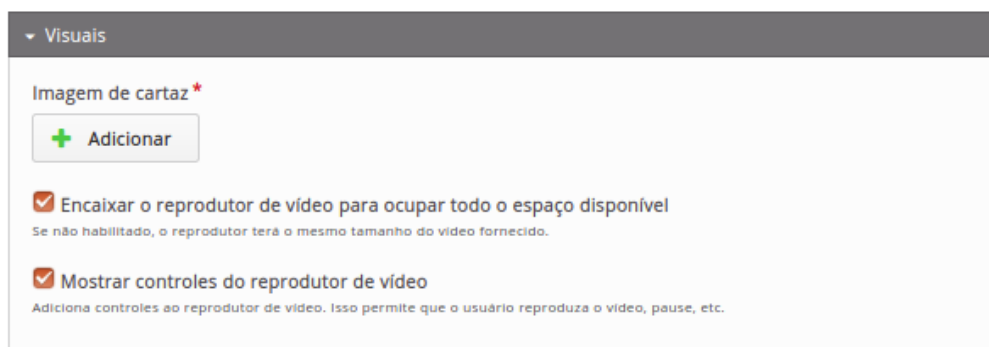 Visuais
Imagem de cartaz *
Adicionar
Encaixar o reprodutor de vídeo para ocupar todo o espaço disponível
Se não habilitado, o reprodutor terá o mesmo tamanho do vídeo fornecido.
Mostrar controles do reprodutor de vídeo
Adiciona controles ao reprodutor de vídeo. Isso permite que o usuário reproduza o vídeo, pause, etc.